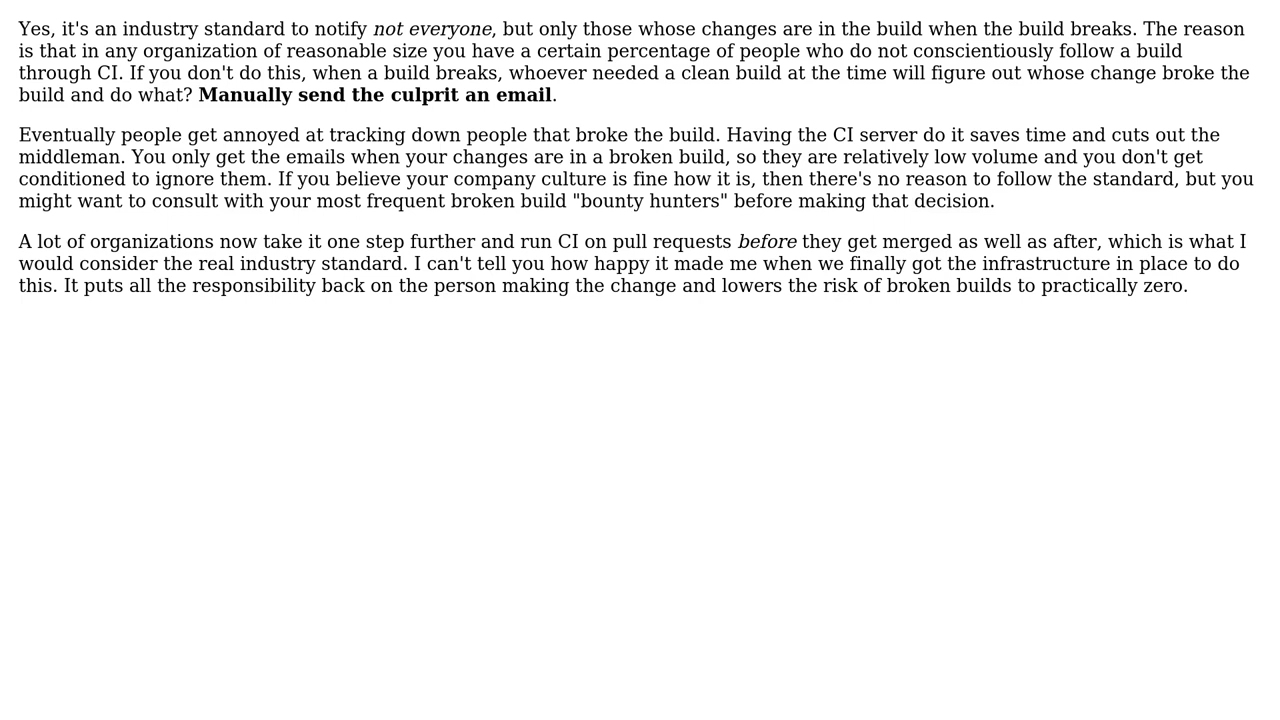 Yes, it's an industry standard to notify not everyone, but only those whose changes are in the build when the build breaks. The reason
is that in any organization of reasonable size you have a certain percentage of people who do not conscientiously follow a build
through CI. If you don't do this, when a build breaks, whoever needed a clean build at the time will figure out whose change broke the
build and do what? Manually send the culprit an email.
Eventually people get annoyed at tracking down people that broke the build. Having the CI server do it saves time and cuts out the
middleman. You only get the emails when your changes are in a broken build, so they are relatively low volume and you don't get
conditioned to ignore them. If you believe your company culture is fine how it is, then there's no reason to follow the standard, but you
might want to consult with your most frequent broken build "bounty hunters" before making that decision.
A lot of organizations now take it one step further and run CI on pull requests before they get merged as well as after, which is what I
would consider the real industry standard. I can't tell you how happy it made me when we finally got the infrastructure in place to do
this. It puts all the responsibility back on the person making the change and lowers the risk of broken builds to practically zero.